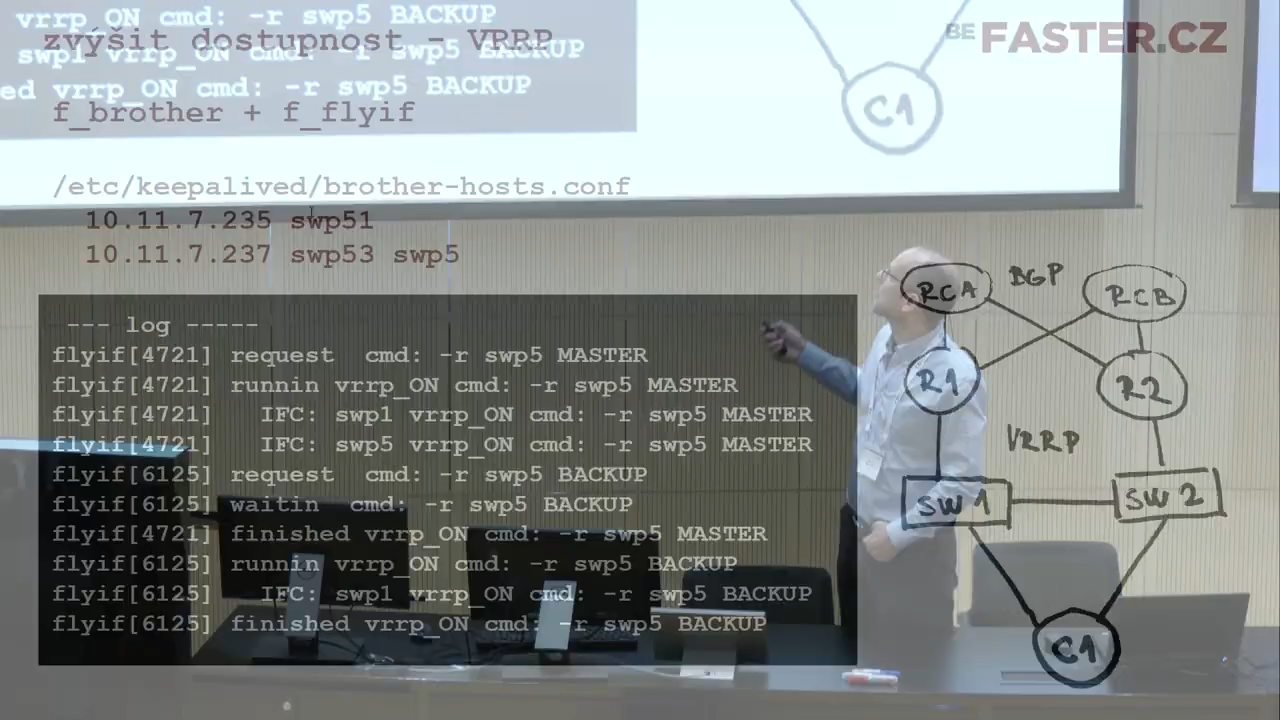 vrrp_ON cmd: -r swp5 BACKUP
swp1 vrrp_ON cmd: -r swp5 BACKUP
ed vrrp_ON cmd: -r swp5 BACKUP
C1
BEFASTER.CZ
zvýšit dostupnost - VRRP
f_brother + f_flyif
/etc/keepalived/brother-hosts.conf
10.11.7.235 swp51
10.11.7.237 swp53 swp5
--- log -----
flyif[4721] request  cmd: -r swp5 MASTER
flyif[4721] runnin vrrp_ON cmd: -r swp5 MASTER
flyif[4721]   IFC: swp1 vrrp_ON cmd: -r swp5 MASTER
flyif[4721]   IFC: swp5 vrrp_ON cmd: -r swp5 MASTER
flyif[6125] request  cmd: -r swp5 BACKUP
flyif[6125] waitin  cmd: -r swp5 BACKUP
flyif[4721] finished vrrp_ON cmd: -r swp5 MASTER
flyif[6125] runnin vrrp_ON cmd: -r swp5 BACKUP
flyif[6125]   IFC: swp1 vrrp_ON cmd: -r swp5 BACKUP
flyif[6125] finished vrrp_ON cmd: -r swp5 BACKUP
RCA BGP RCB
R1 R2
VRRP
SW1 SW2
C1